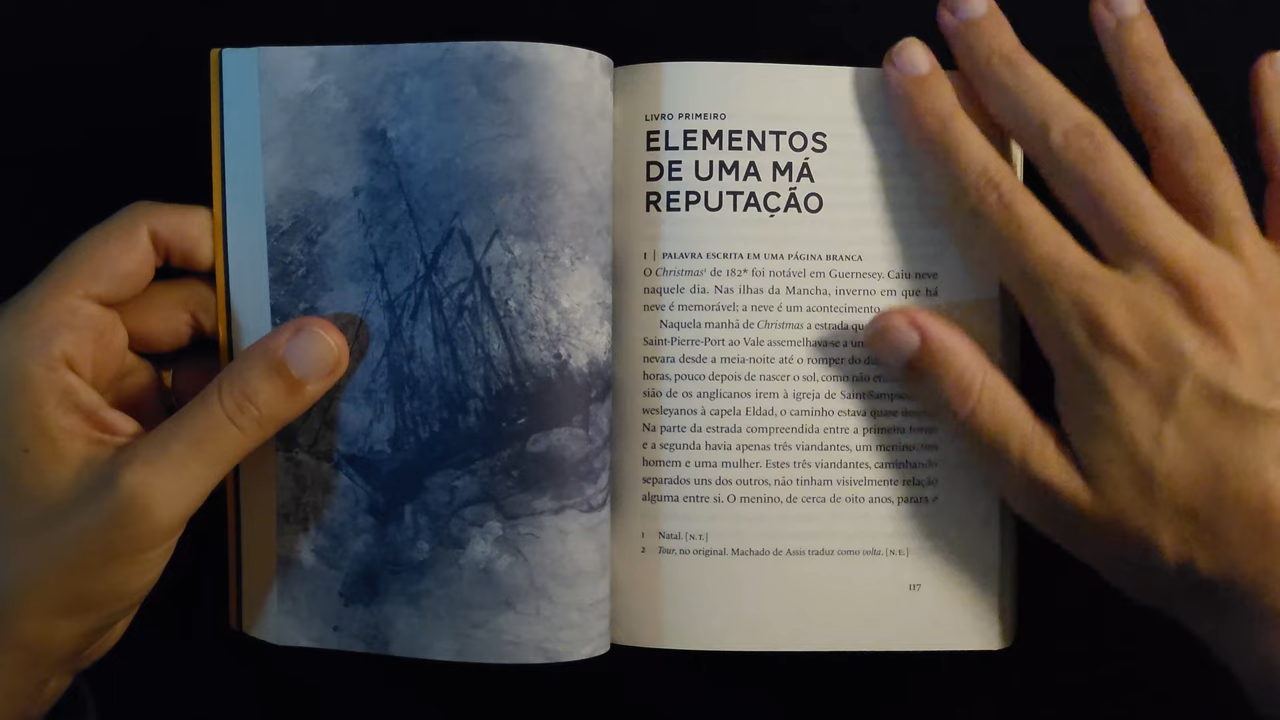 LIVRO PRIMEIRO
ELEMENTOS
DE UMA MÁ
REPUTAÇÃO
I | PALAVRA ESCRITA EM UMA PÁGINA BRANCA
O Christmas¹ de 182* foi notável em Guernesey. Caiu neve
naquele dia. Nas ilhas da Mancha, inverno em que há
neve é memorável; a neve é um acontecimento.
Naquela manhã de Christmas a estrada
Saint-Pierre-Port ao Vale assemelhava-se a
nevara desde a meia-noite até o romper do
horas, pouco depois de nascer o sol, como não
sião de os anglicanos irem à igreja de
wesleyanos à capela Eldad, o caminho estava quase
Na parte da estrada compreendida entre a primeira
e a segunda havia apenas três viandantes, um menino,
homem e uma mulher. Estes três viandantes, caminhando
separados uns dos outros, não tinham visivelmente relação
alguma entre si. O menino, de cerca de oito anos, parara e
1 Natal. [N. T.]
2 Tour, no original. Machado de Assis traduz como volta. [N. E.]
117